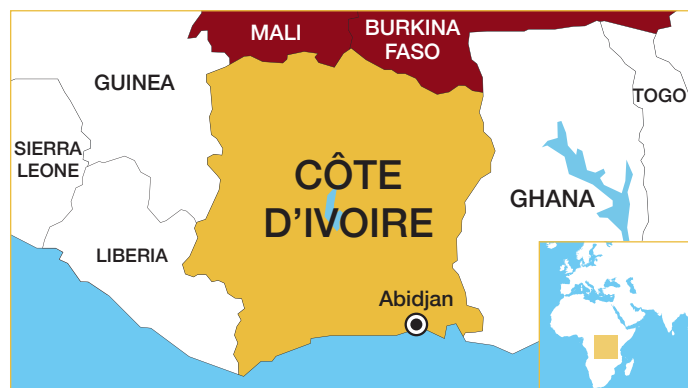 MALI
BURKINA
FASO
GUINEA
TOGO
SIERRA
LEONE
CÔTE
D'IVOIRE
GHANA
LIBERIA
Abidjan